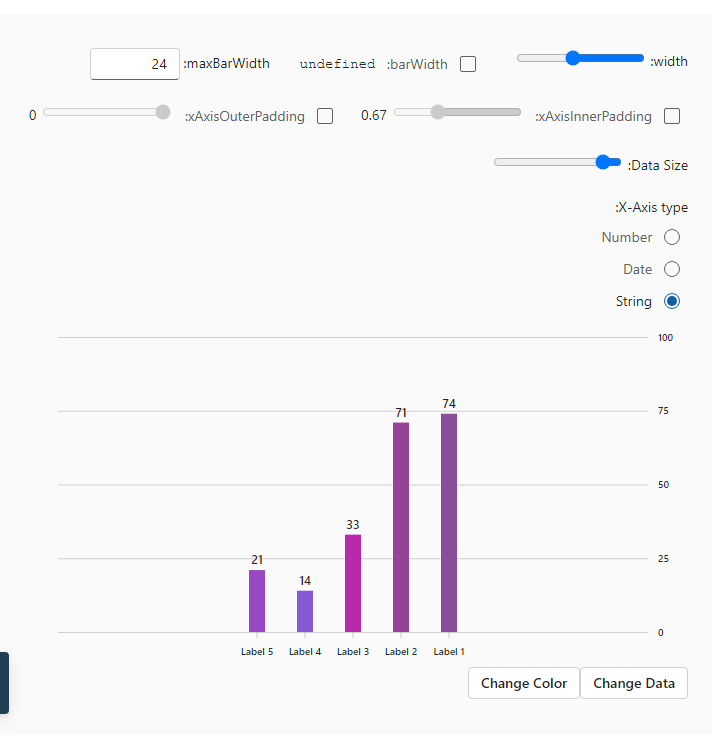 width:
barWidth: undefined
maxBarWidth: 24
xAxisInnerPadding: 0.67
xAxisOuterPadding: 0
Data Size:
X-Axis type:
Number
Date
String
100
75
50
25
0
74
71
33
14
21
Label 5 Label 4 Label 3 Label 2 Label 1
Change Color Change Data